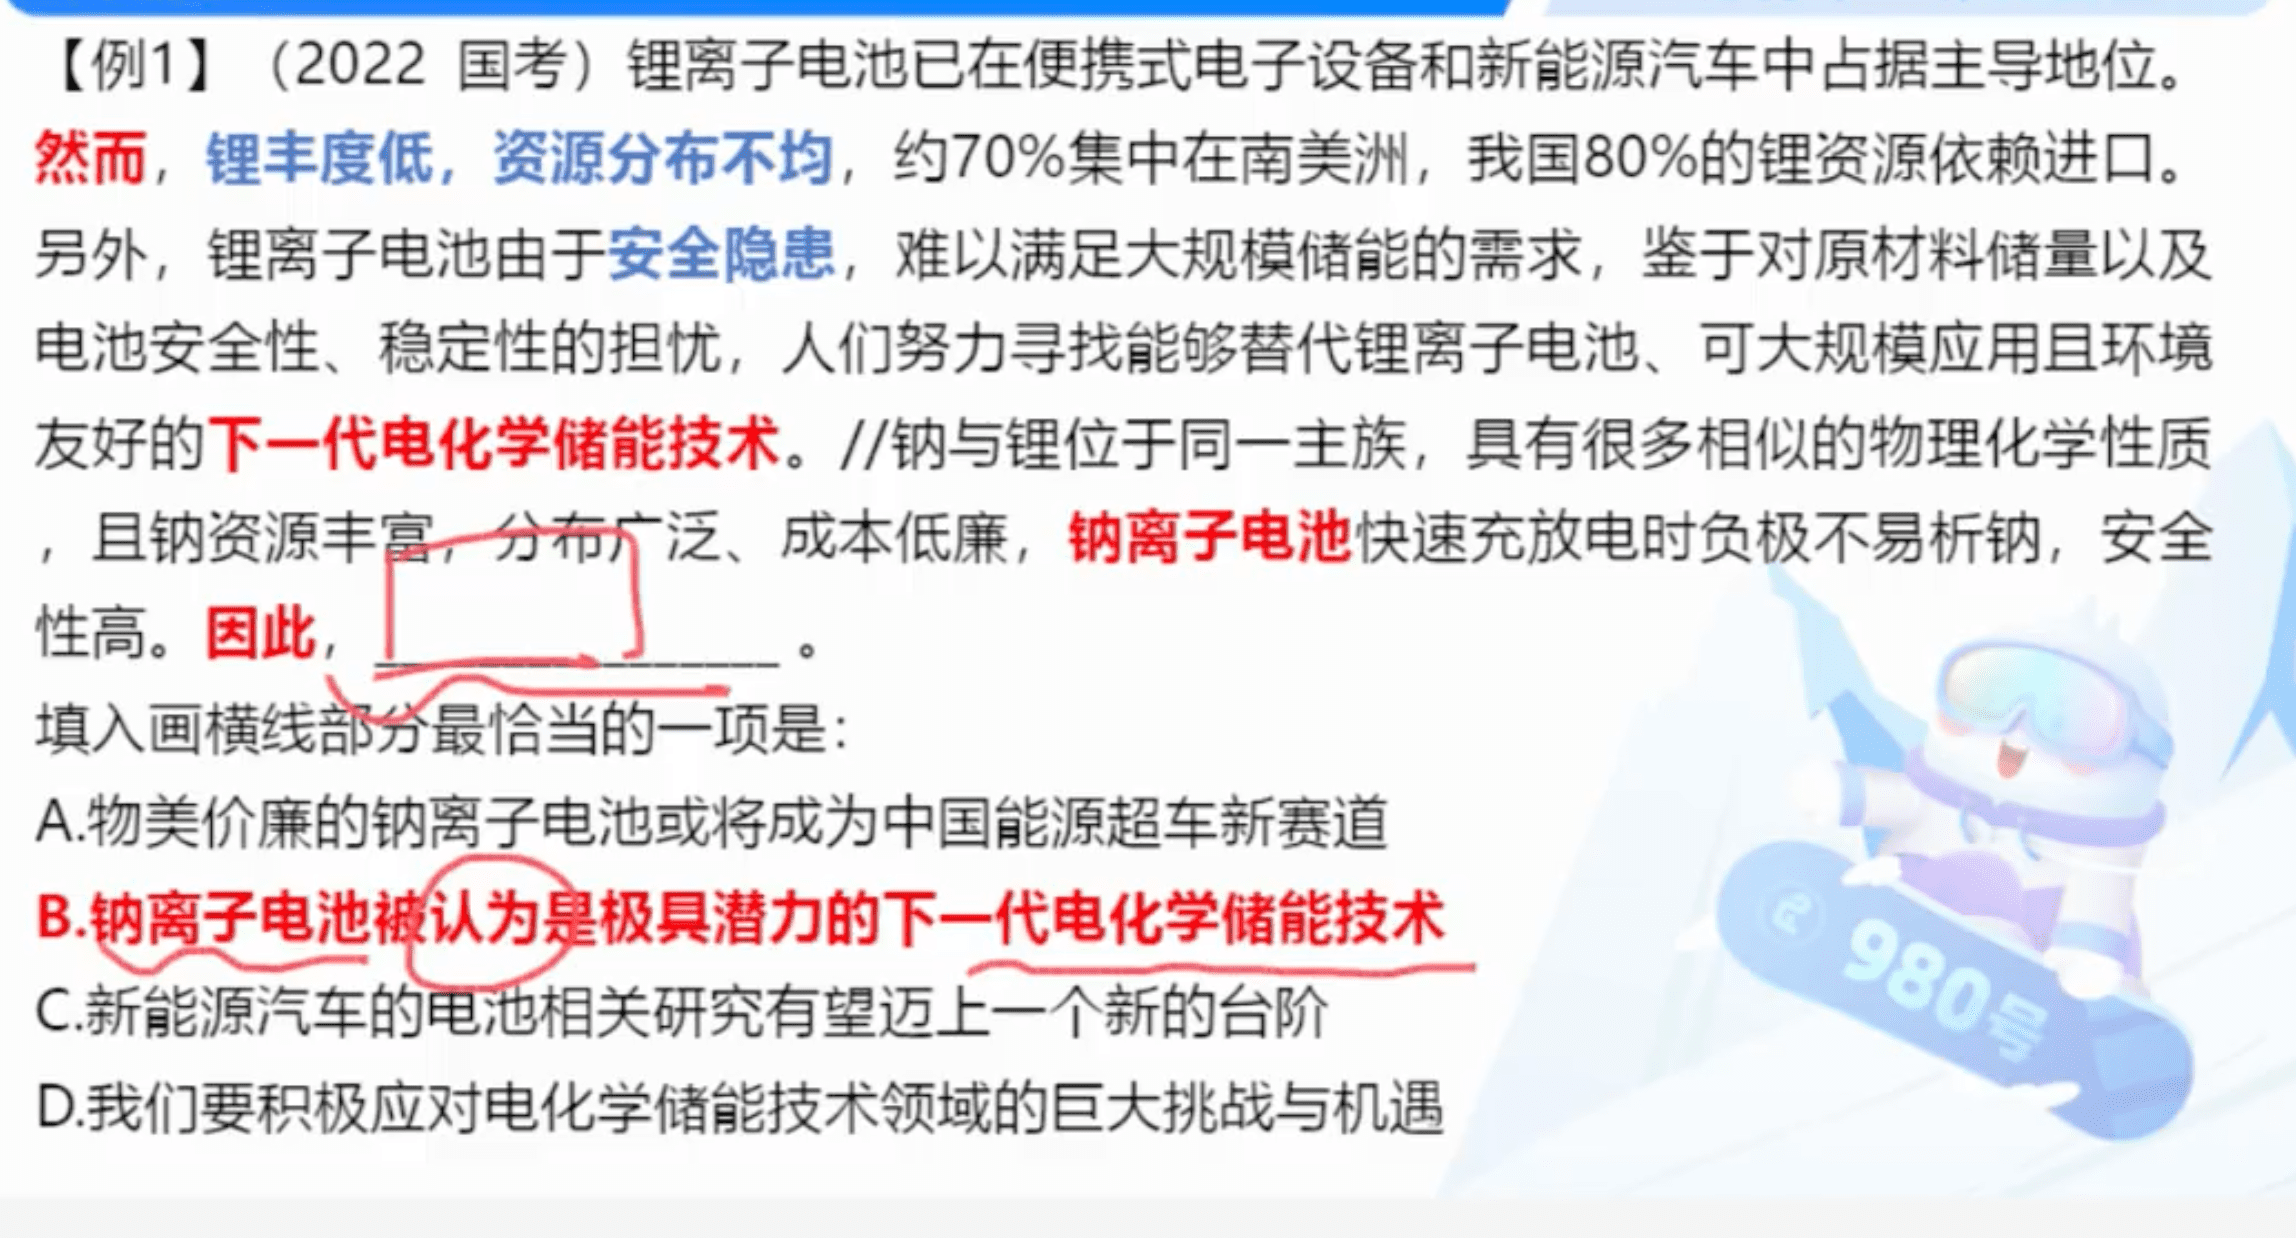 【例1】（2022 国考）锂离子电池已在便携式电子设备和新能源汽车中占据主导地位。
然而，锂丰度低，资源分布不均，约70%集中在南美洲，我国80%的锂资源依赖进口。
另外，锂离子电池由于安全隐患，难以满足大规模储能的需求，鉴于对原材料储量以及
电池安全性、稳定性的担忧，人们努力寻找能够替代锂离子电池、可大规模应用且环境
友好的下一代电化学储能技术。//钠与锂位于同一主族，具有很多相似的物理化学性质
，且钠资源丰富，分布广泛、成本低廉，钠离子电池快速充放电时负极不易析钠，安全
性高。因此，______________。
填入画横线部分最恰当的一项是：
A.物美价廉的钠离子电池或将成为中国能源超车新赛道
B.钠离子电池被认为是极具潜力的下一代电化学储能技术
C.新能源汽车的电池相关研究有望迈上一个新的台阶
D.我们要积极应对电化学储能技术领域的巨大挑战与机遇
980号